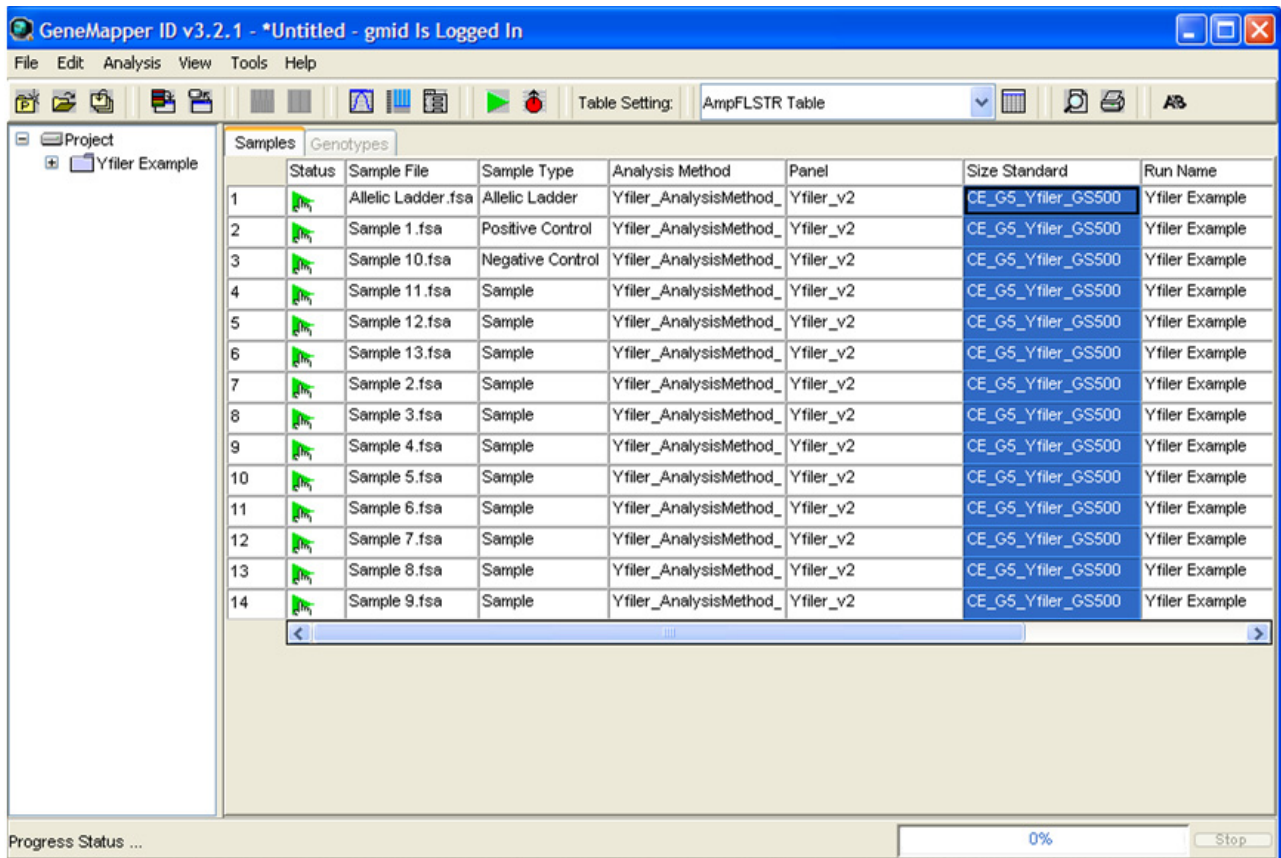 GeneMapper ID v3.2.1 - *Untitled - gmid Is Logged In
File Edit Analysis View Tools Help
Table Setting: AmpFLSTR Table
Project
Yfiler Example
Samples Genotypes
Status Sample File Sample Type Analysis Method Panel Size Standard Run Name
1 Allelic Ladder.fsa Allelic Ladder Yfiler_AnalysisMethod_ Yfiler_v2 CE_G5_Yfiler_GS500 Yfiler Example
2 Sample 1.fsa Positive Control Yfiler_AnalysisMethod_ Yfiler_v2 CE_G5_Yfiler_GS500 Yfiler Example
3 Sample 10.fsa Negative Control Yfiler_AnalysisMethod_ Yfiler_v2 CE_G5_Yfiler_GS500 Yfiler Example
4 Sample 11.fsa Sample Yfiler_AnalysisMethod_ Yfiler_v2 CE_G5_Yfiler_GS500 Yfiler Example
5 Sample 12.fsa Sample Yfiler_AnalysisMethod_ Yfiler_v2 CE_G5_Yfiler_GS500 Yfiler Example
6 Sample 13.fsa Sample Yfiler_AnalysisMethod_ Yfiler_v2 CE_G5_Yfiler_GS500 Yfiler Example
7 Sample 2.fsa Sample Yfiler_AnalysisMethod_ Yfiler_v2 CE_G5_Yfiler_GS500 Yfiler Example
8 Sample 3.fsa Sample Yfiler_AnalysisMethod_ Yfiler_v2 CE_G5_Yfiler_GS500 Yfiler Example
9 Sample 4.fsa Sample Yfiler_AnalysisMethod_ Yfiler_v2 CE_G5_Yfiler_GS500 Yfiler Example
10 Sample 5.fsa Sample Yfiler_AnalysisMethod_ Yfiler_v2 CE_G5_Yfiler_GS500 Yfiler Example
11 Sample 6.fsa Sample Yfiler_AnalysisMethod_ Yfiler_v2 CE_G5_Yfiler_GS500 Yfiler Example
12 Sample 7.fsa Sample Yfiler_AnalysisMethod_ Yfiler_v2 CE_G5_Yfiler_GS500 Yfiler Example
13 Sample 8.fsa Sample Yfiler_AnalysisMethod_ Yfiler_v2 CE_G5_Yfiler_GS500 Yfiler Example
14 Sample 9.fsa Sample Yfiler_AnalysisMethod_ Yfiler_v2 CE_G5_Yfiler_GS500 Yfiler Example
Progress Status ... 0% Stop